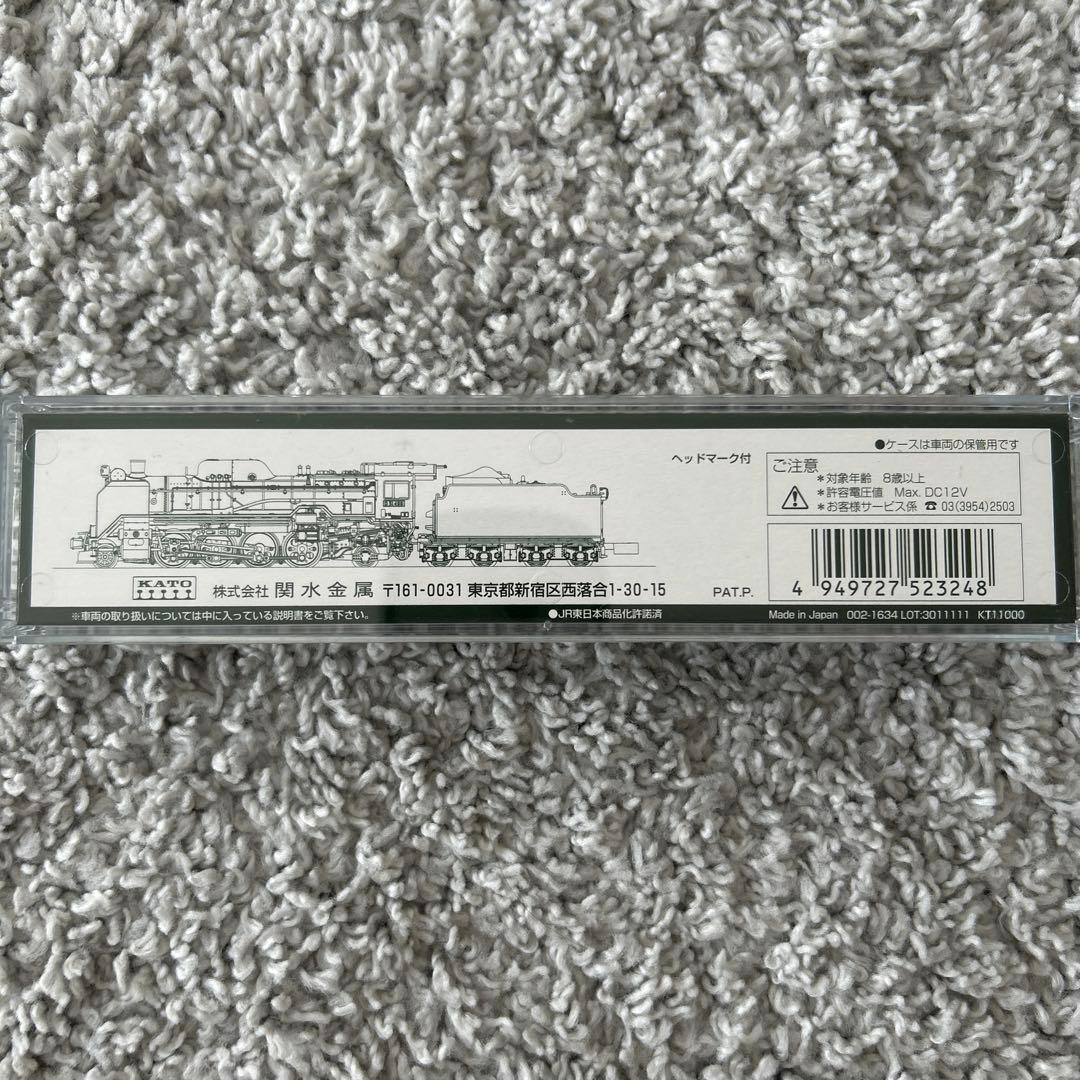 ●ケースは車両の保管用です
ヘッドマーク付
ご注意
＊対象年齢 8歳以上
＊許容電圧値 Max. DC12V
＊お客様サービス係 ☎ 03(3954)2503
KATO
株式会社 関水金属 〒161-0031 東京都新宿区西落合1-30-15
PAT.P.
4 949727 523248
※車両の取り扱いについては中に入っている説明書をご覧下さい。
●JR東日本商品化許諾済
Made in Japan 002-1634 LOT:3011111 KT11000